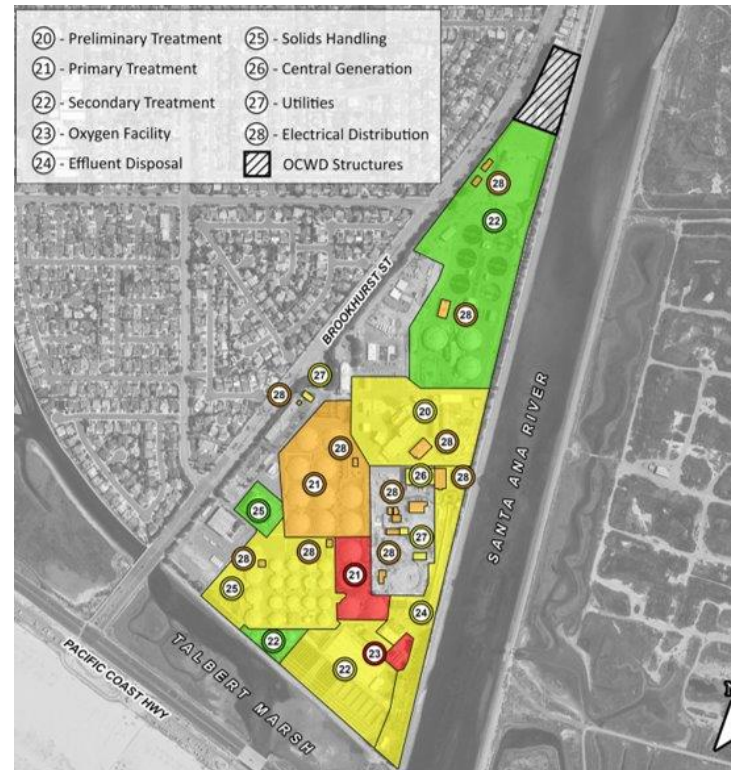 20 - Preliminary Treatment
21 - Primary Treatment
22 - Secondary Treatment
23 - Oxygen Facility
24 - Effluent Disposal
25 - Solids Handling
26 - Central Generation
27 - Utilities
28 - Electrical Distribution
OCWD Structures
28
22
BROOKHURST ST
28
27
28
SANTA ANA RIVER
20
28
28
21
26
28
28
25
27
28
28
28
21
25
24
22
23
22
PACIFIC COAST HWY
TALBERT MARSH
N